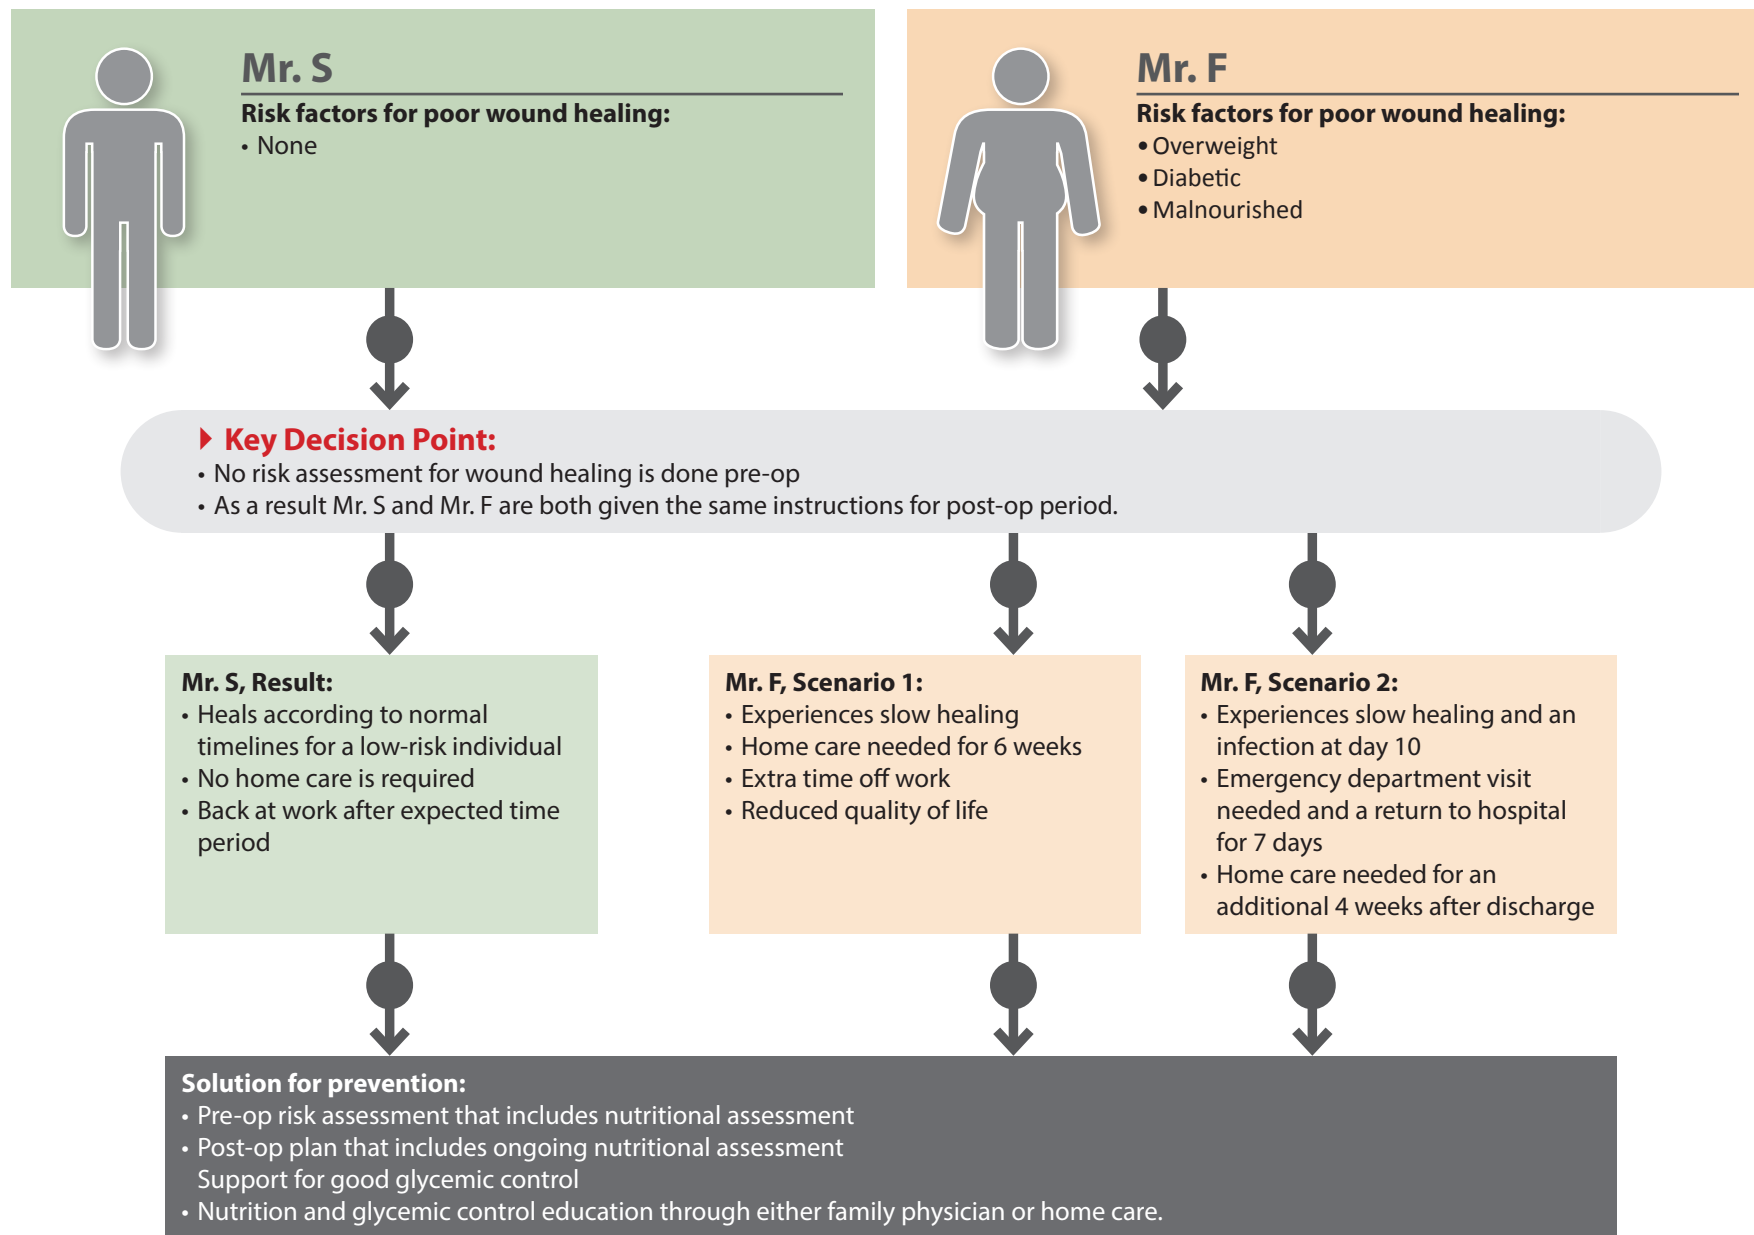 Mr. S
Risk factors for poor wound healing:
• None
Mr. F
Risk factors for poor wound healing:
• Overweight
• Diabetic
• Malnourished
Key Decision Point:
• No risk assessment for wound healing is done pre-op
• As a result Mr. S and Mr. F are both given the same instructions for post-op period.
Mr. S, Result:
• Heals according to normal
timelines for a low-risk individual
• No home care is required
• Back at work after expected time
period
Mr. F, Scenario 1:
• Experiences slow healing
• Home care needed for 6 weeks
• Extra time off work
• Reduced quality of life
Mr. F, Scenario 2:
• Experiences slow healing and an
infection at day 10
• Emergency department visit
needed and a return to hospital
for 7 days
• Home care needed for an
additional 4 weeks after discharge
Solution for prevention:
• Pre-op risk assessment that includes nutritional assessment
• Post-op plan that includes ongoing nutritional assessment
Support for good glycemic control
• Nutrition and glycemic control education through either family physician or home care.